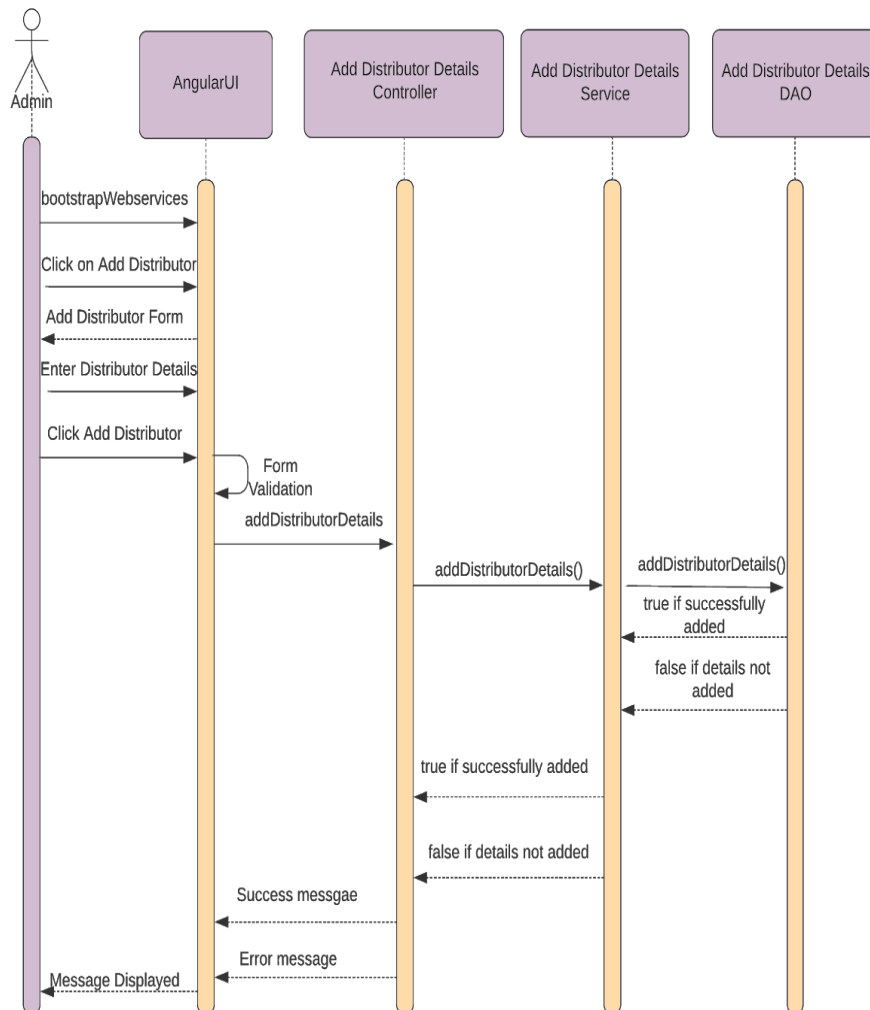 Admin
AngularUI
Add Distributor Details
Controller
Add Distributor Details
Service
Add Distributor Details
DAO
bootstrapWebservices
Click on Add Distributor
Add Distributor Form
Enter Distributor Details
Click Add Distributor
Form
Validation
addDistributorDetails
addDistributorDetails()
addDistributorDetails()
true if successfully
added
false if details not
added
true if successfully added
false if details not added
Success messgae
Error message
Message Displayed